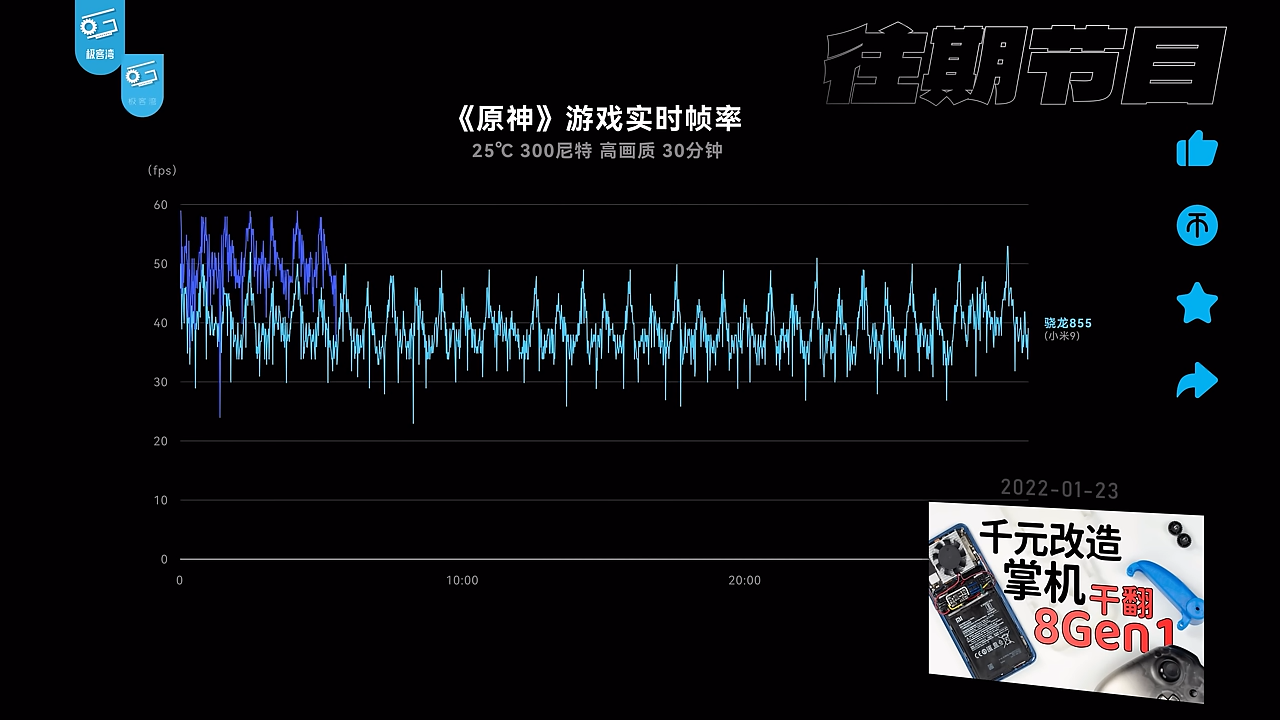 极客湾
极客湾
往期节目
《原神》游戏实时帧率
25℃ 300尼特 高画质 30分钟
(fps)
60
50
40
30
20
10
0
0
10:00
20:00
骁龙855
(小米9)
2022-01-23
千元改造
掌机干翻
8Gen1
mi